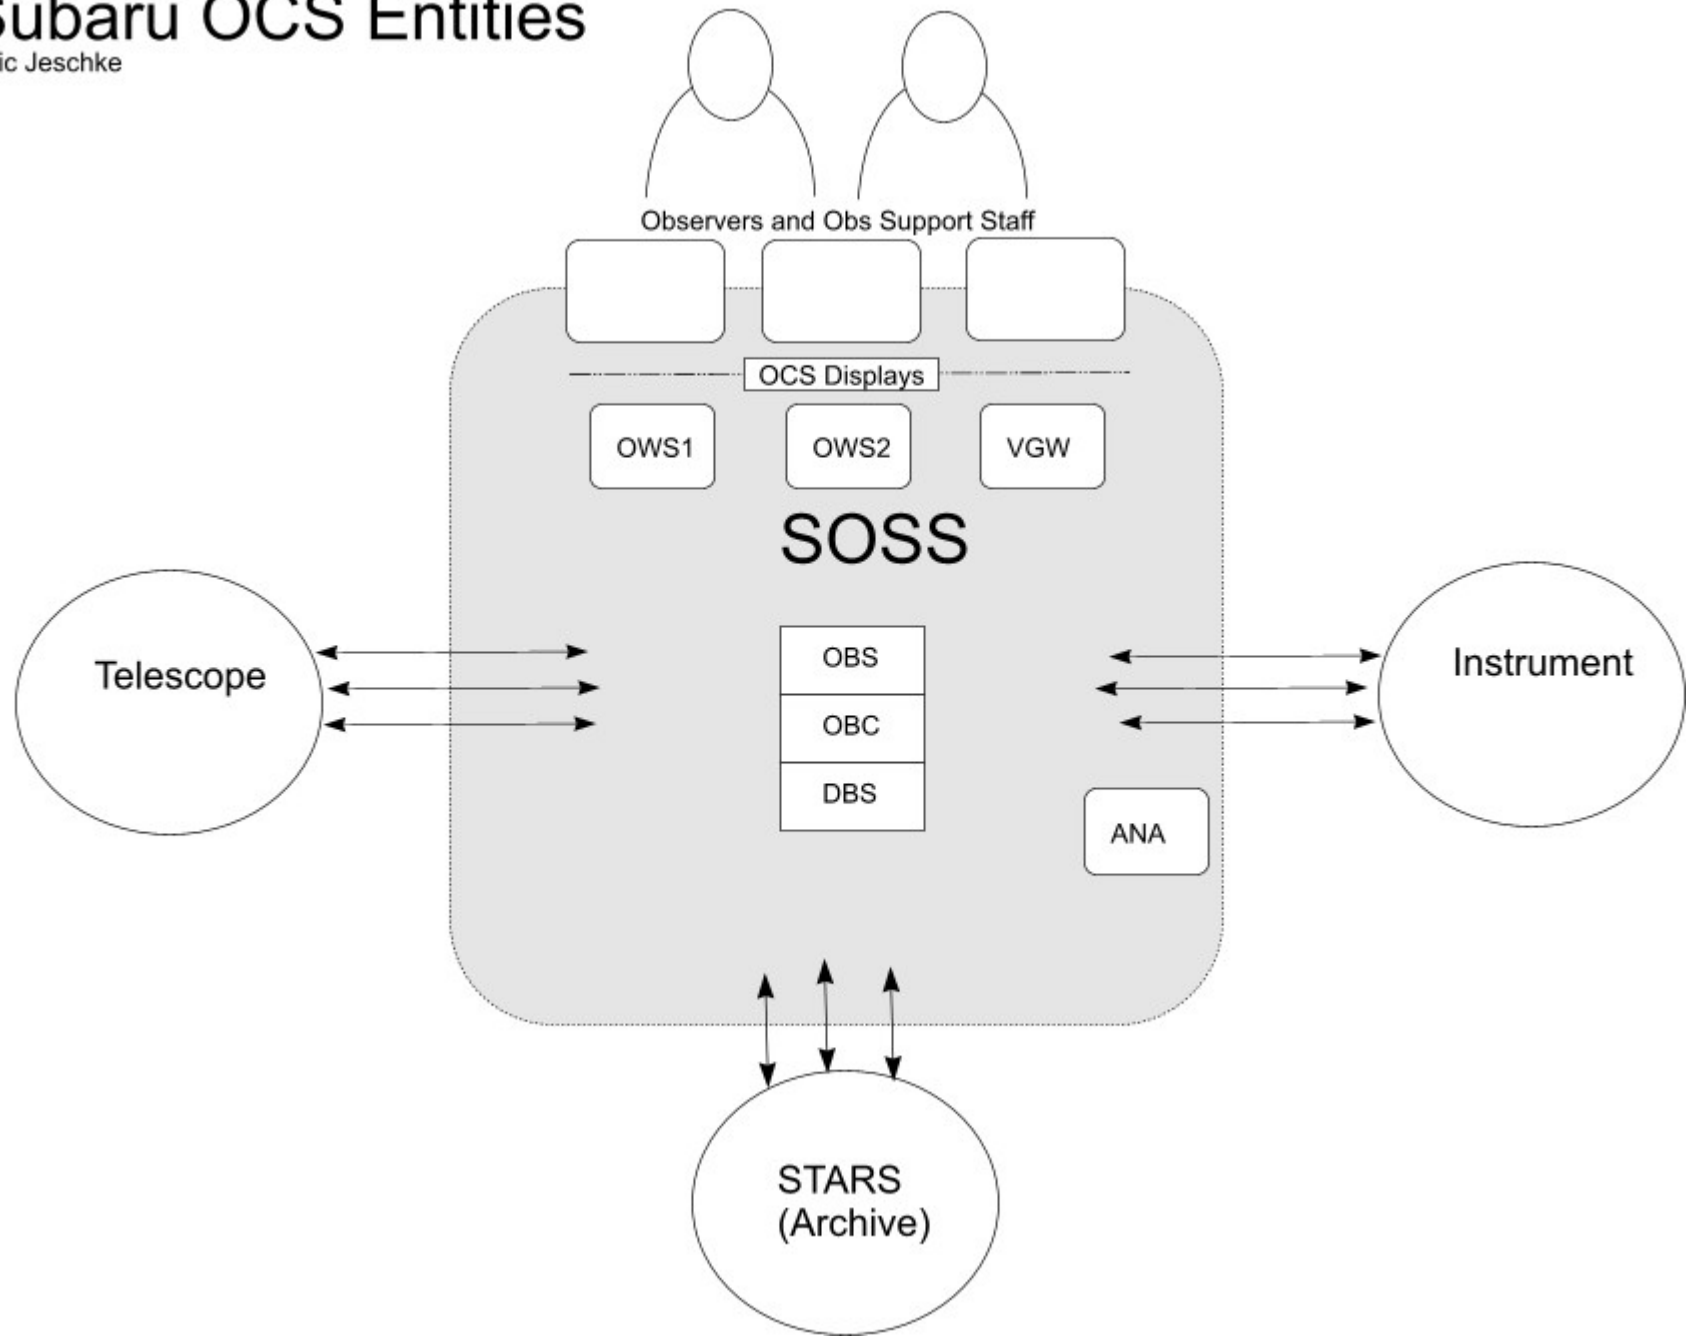 Subaru OCS Entities
ic Jeschke
Observers and Obs Support Staff
OCS Displays
OWS1
OWS2
VGW
SOSS
Telescope
Instrument
OBS
OBC
DBS
ANA
STARS
(Archive)